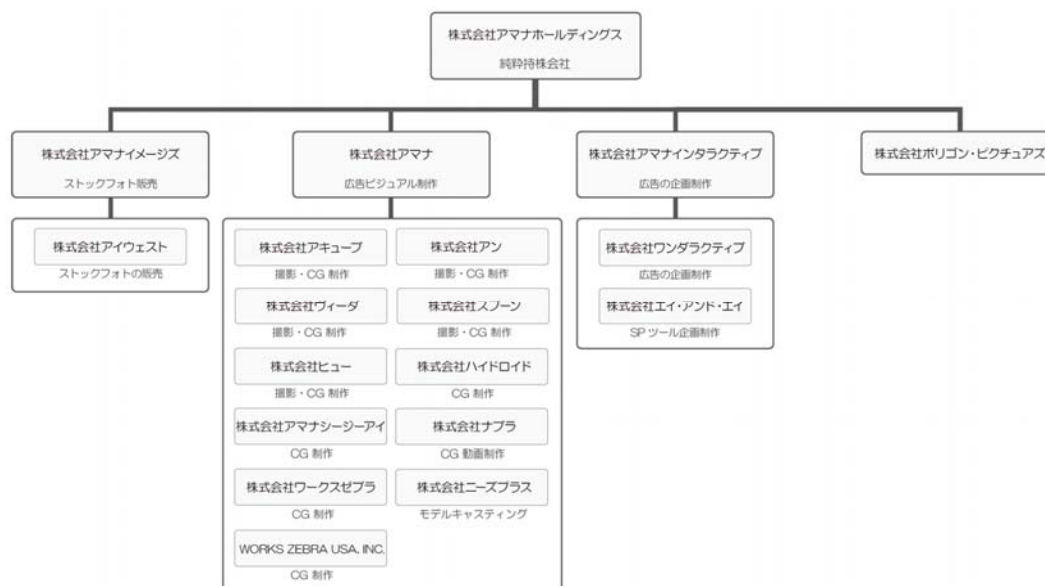 株式会社アマナホールディングス
純粋持株会社
株式会社アマナイメージズ
ストックフォト販売
株式会社アマナ
広告ビジュアル制作
株式会社アマナインタラクティブ
広告の企画制作
株式会社ポリゴン・ピクチュアズ
株式会社アイウェスト
ストックフォトの販売
株式会社アキューブ
撮影・CG 制作
株式会社アン
撮影・CG 制作
株式会社ヴィーダ
撮影・CG 制作
株式会社スプーン
撮影・CG 制作
株式会社ヒュー
撮影・CG 制作
株式会社ハイドロイド
CG 制作
株式会社アマナシージーアイ
CG 制作
株式会社ナブラ
CG 動画制作
株式会社ワークスゼブラ
CG 制作
株式会社ニーズプラス
モデルキャスティング
WORKS ZEBRA USA, INC.
CG 制作
株式会社ワンダラクティブ
広告の企画制作
株式会社エイ・アンド・エイ
SP ツール企画制作